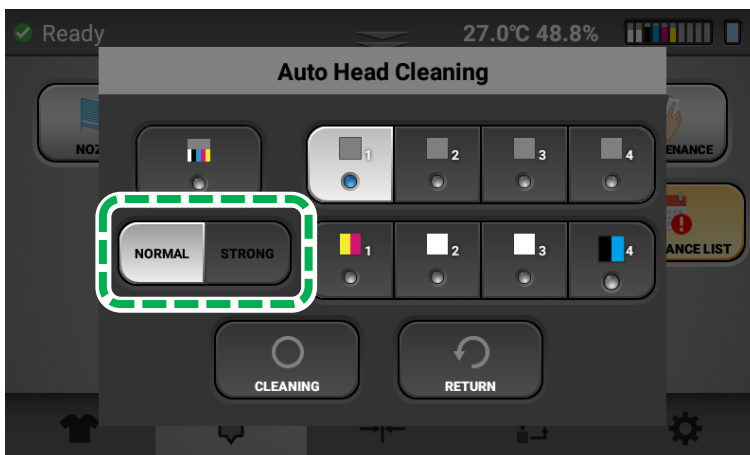 Ready
27.0℃ 48.8%
Auto Head Cleaning
1 2 3 4
NORMAL STRONG
1 2 3 4
CLEANING
RETURN